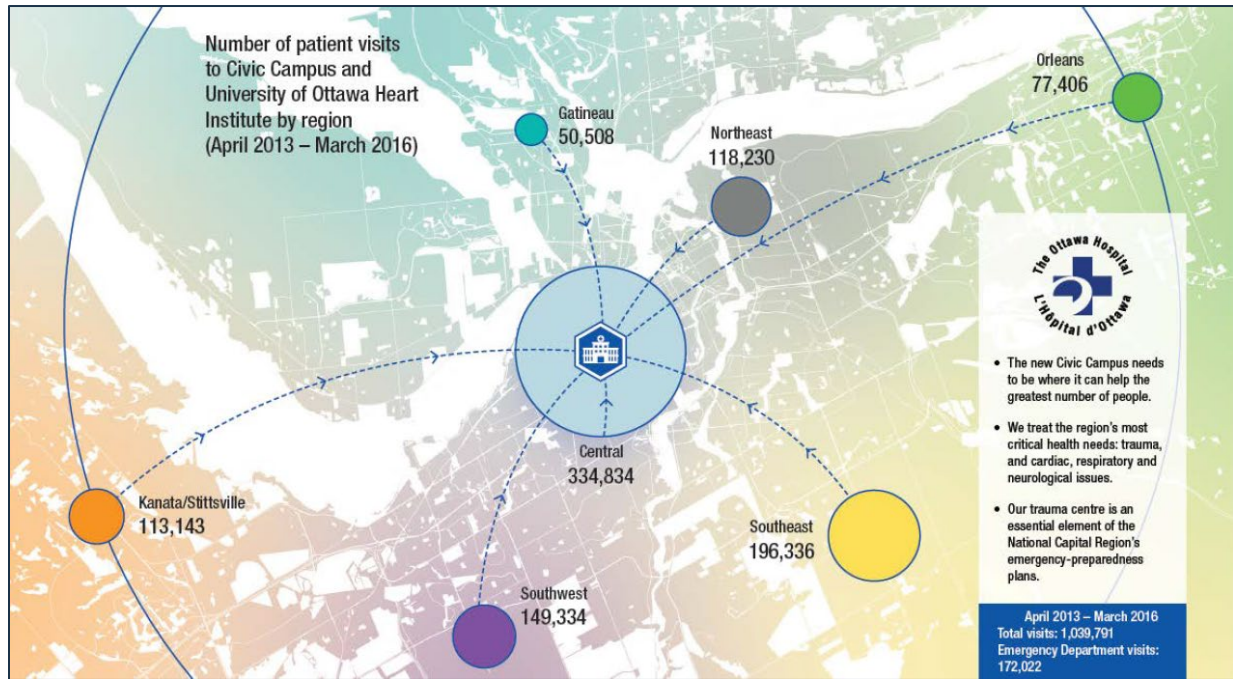 Number of patient visits
to Civic Campus and
University of Ottawa Heart
Institute by region
(April 2013 – March 2016)
Orleans
77,406
Gatineau
50,508
Northeast
118,230
Central
334,834
Kanata/Stittsville
113,143
Southeast
196,336
Southwest
149,334
The Ottawa Hospital
L'Hôpital d'Ottawa
• The new Civic Campus needs
to be where it can help the
greatest number of people.
• We treat the region's most
critical health needs: trauma,
and cardiac, respiratory and
neurological issues.
• Our trauma centre is an
essential element of the
National Capital Region's
emergency-preparedness
plans.
April 2013 – March 2016
Total visits: 1,039,791
Emergency Department visits:
172,022